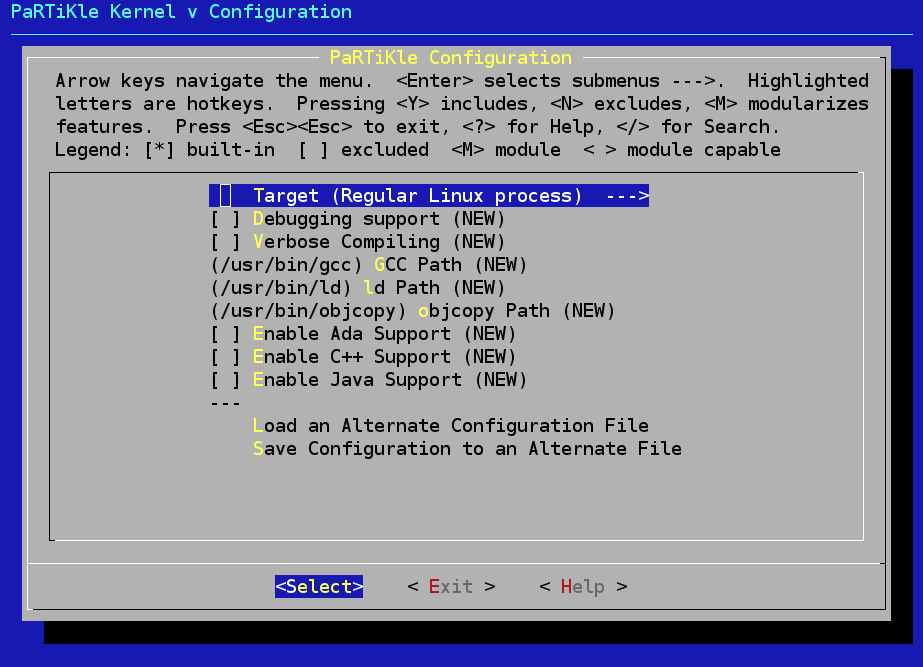 PaRTiKle Kernel v Configuration
PaRTiKle Configuration
Arrow keys navigate the menu.  <Enter> selects submenus --->.  Highlighted
letters are hotkeys.  Pressing <Y> includes, <N> excludes, <M> modularizes
features.  Press <Esc><Esc> to exit, <?> for Help, </> for Search.
Legend: [*] built-in  [ ] excluded  <M> module  < > module capable
Target (Regular Linux process)  --->
[ ] Debugging support (NEW)
[ ] Verbose Compiling (NEW)
(/usr/bin/gcc) GCC Path (NEW)
(/usr/bin/ld) ld Path (NEW)
(/usr/bin/objcopy) objcopy Path (NEW)
[ ] Enable Ada Support (NEW)
[ ] Enable C++ Support (NEW)
[ ] Enable Java Support (NEW)
---
Load an Alternate Configuration File
Save Configuration to an Alternate File
<Select>    < Exit >    < Help >